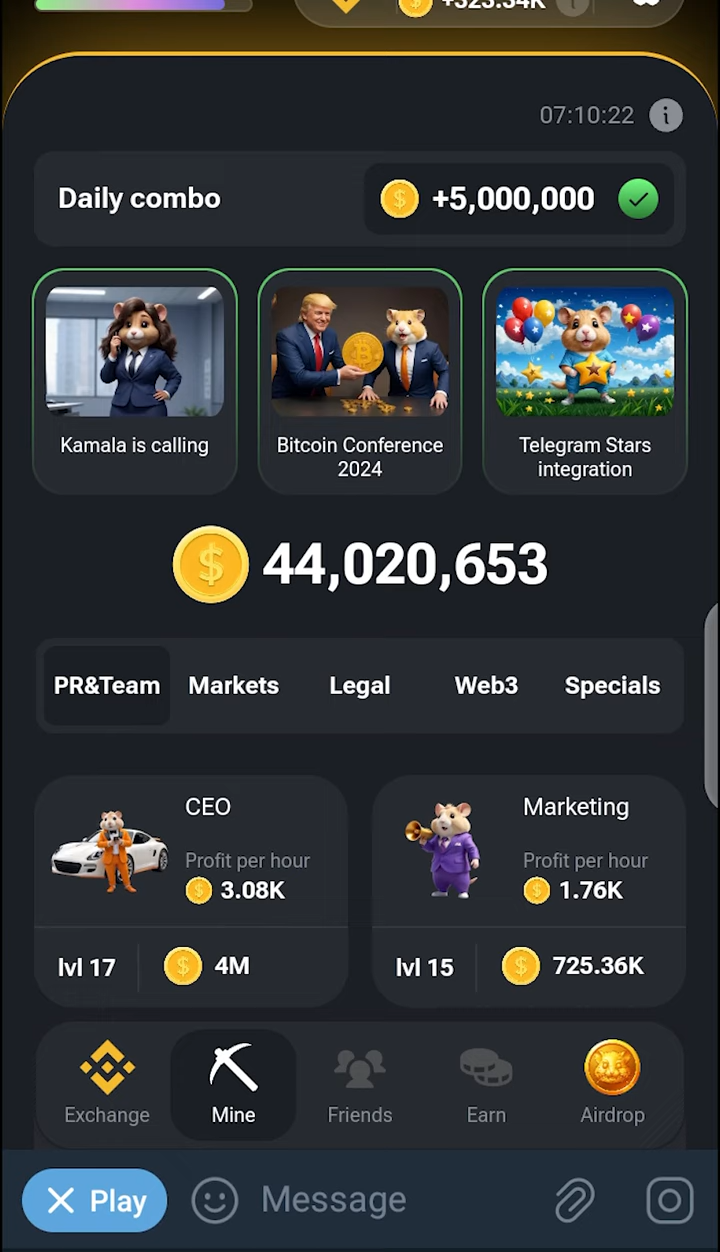 +323.34K
07:10:22
Daily combo
+5,000,000
Kamala is calling
Bitcoin Conference
2024
Telegram Stars
integration
44,020,653
PR&Team Markets Legal Web3 Specials
CEO
Profit per hour
3.08K
lvl 17 4M
Marketing
Profit per hour
1.76K
lvl 15 725.36K
Exchange Mine Friends Earn Airdrop
Play Message